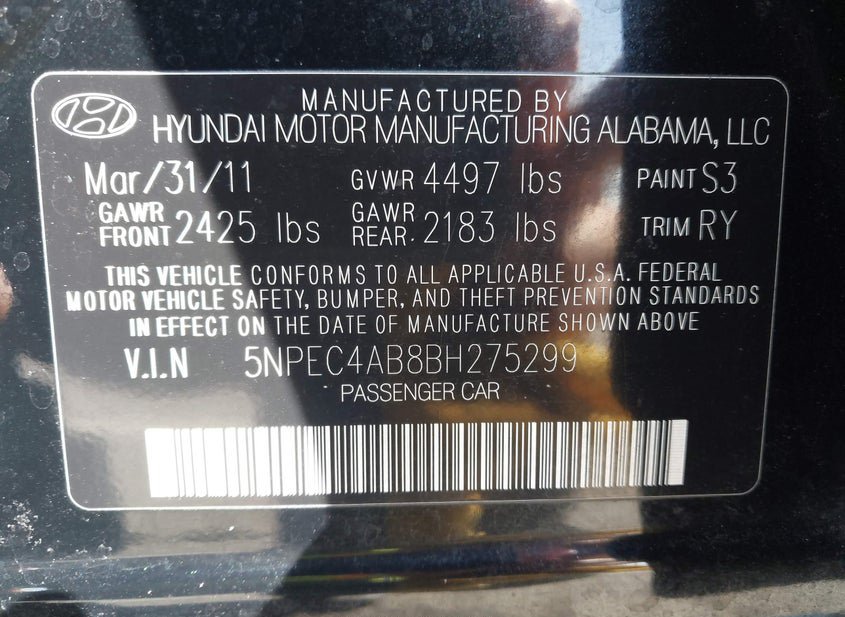 MANUFACTURED BY
HYUNDAI MOTOR MANUFACTURING ALABAMA, LLC
Mar/31/11 GVWR 4497 lbs PAINT S3
GAWR FRONT 2425 lbs GAWR REAR. 2183 lbs TRIM RY
THIS VEHICLE CONFORMS TO ALL APPLICABLE U.S.A. FEDERAL
MOTOR VEHICLE SAFETY, BUMPER, AND THEFT PREVENTION STANDARDS
IN EFFECT ON THE DATE OF MANUFACTURE SHOWN ABOVE
V.I.N 5NPEC4AB8BH275299
PASSENGER CAR